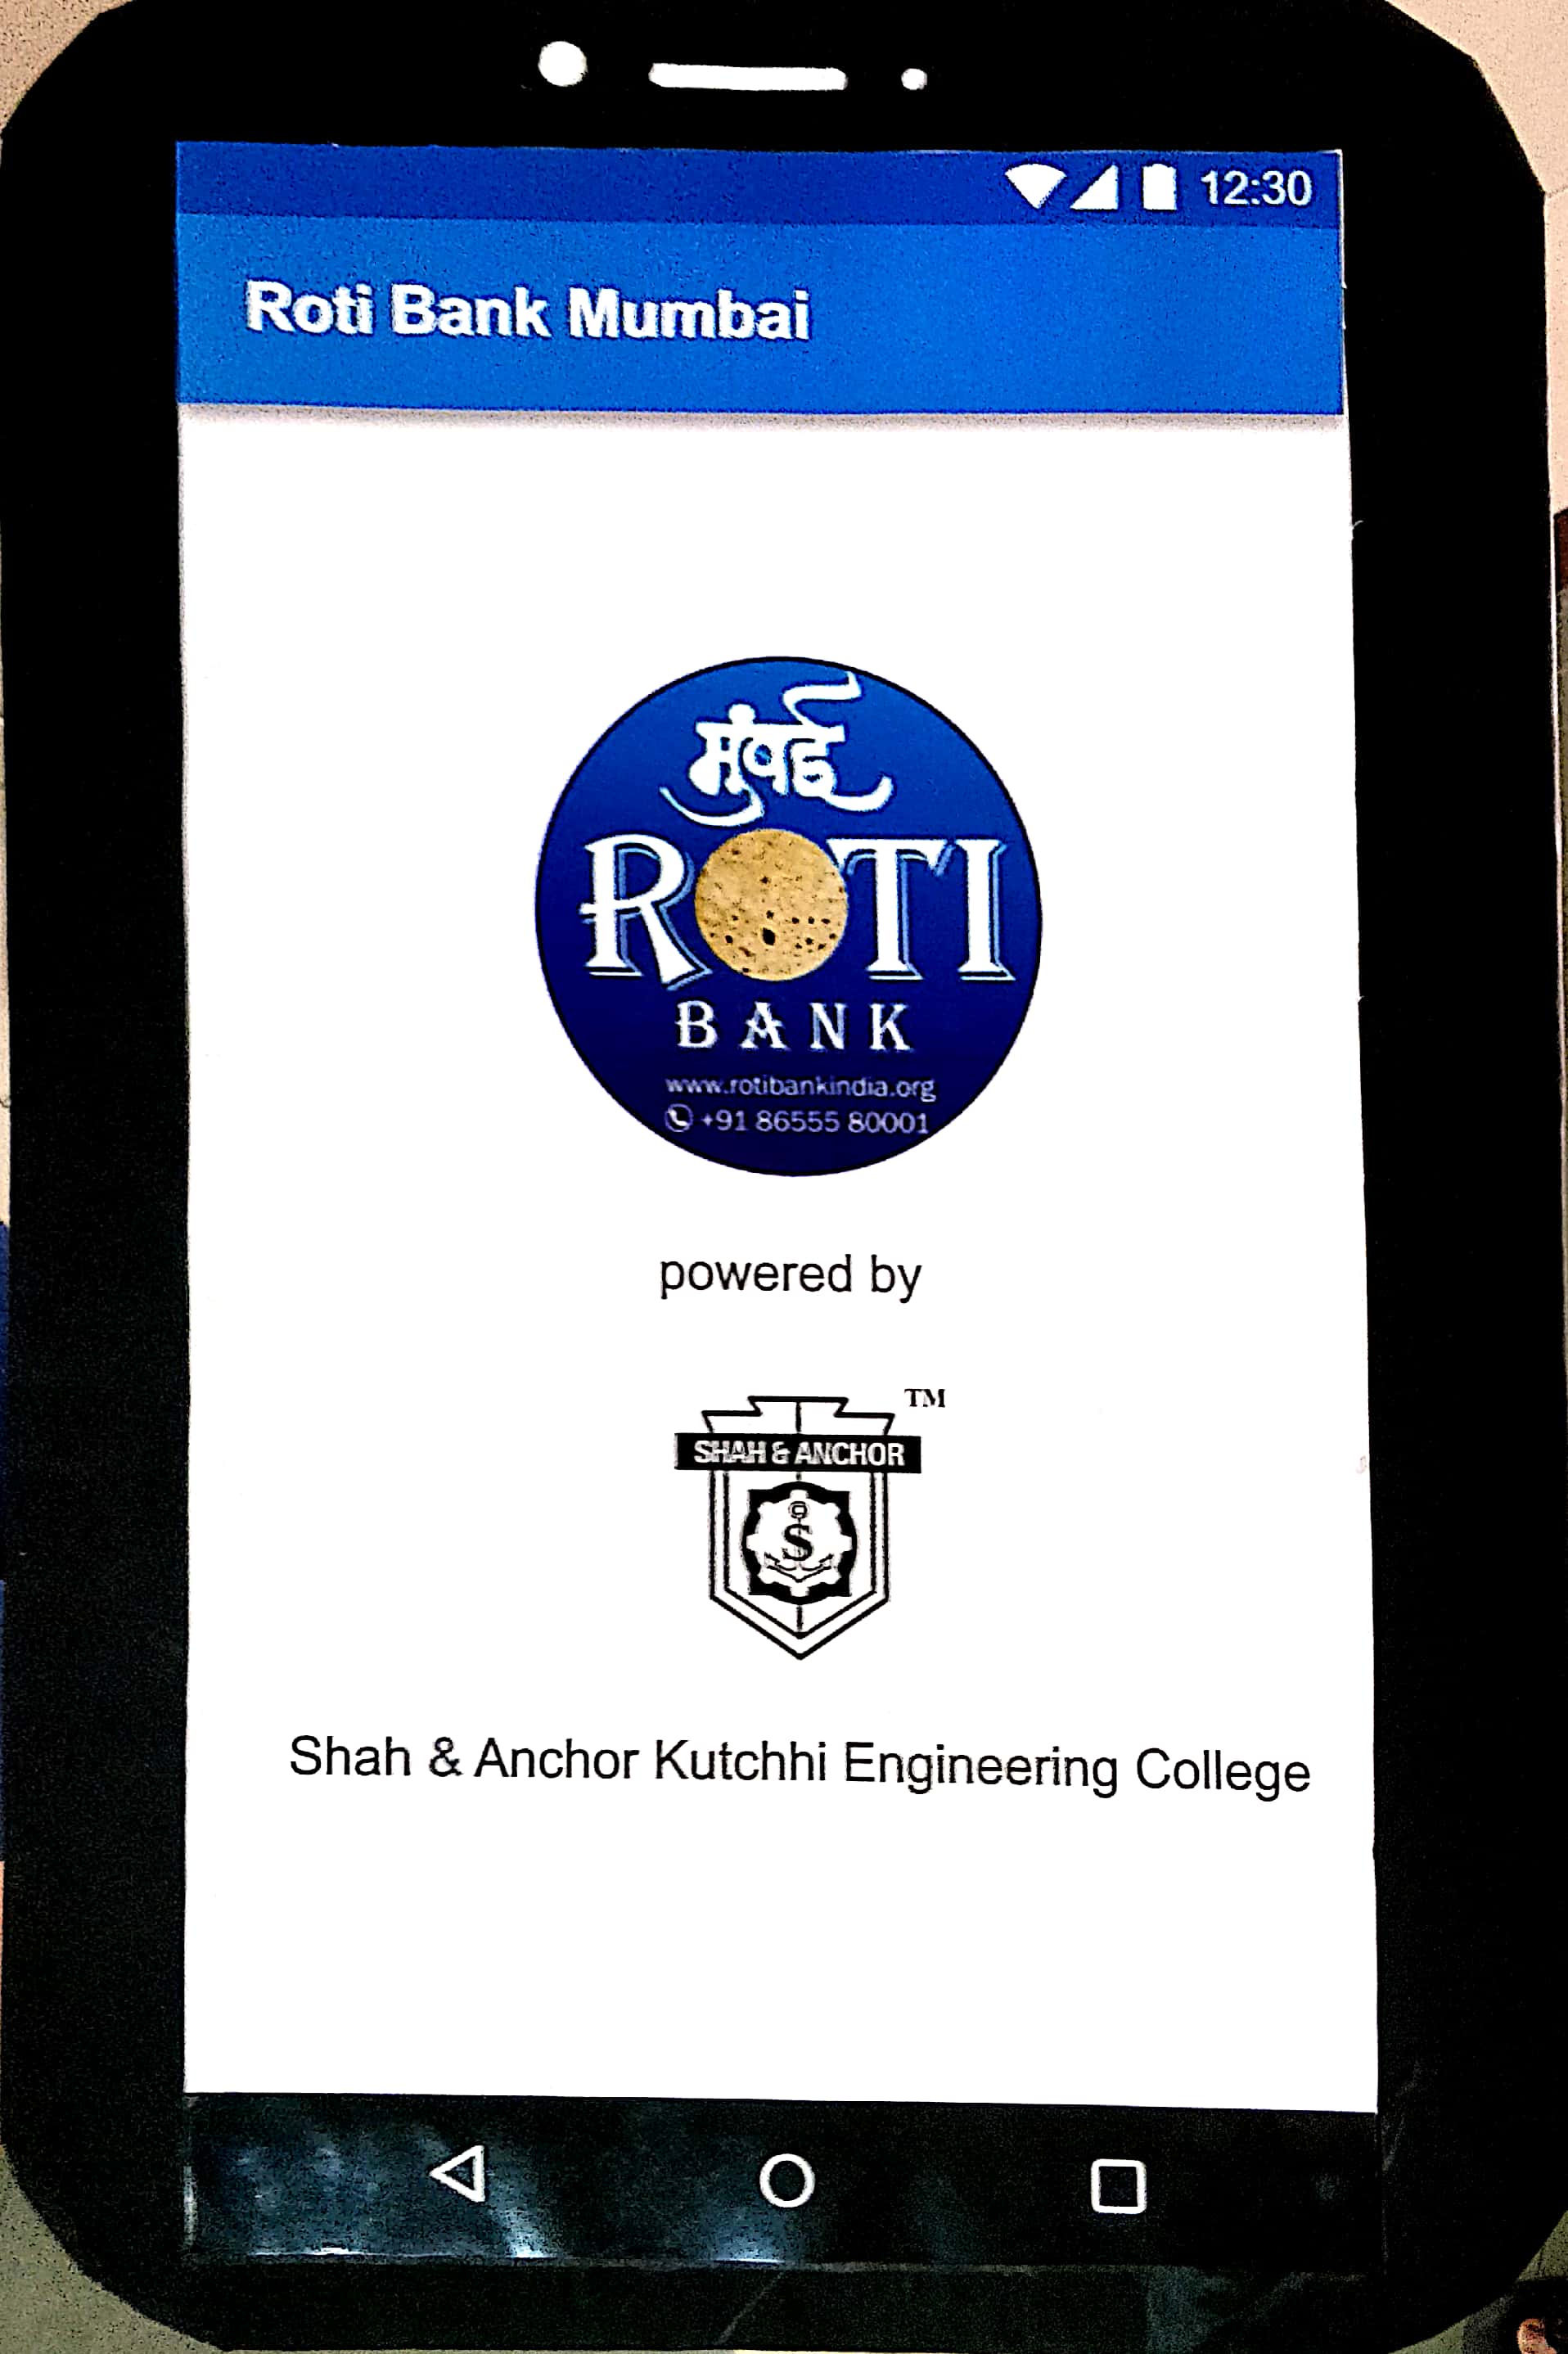 12:30
Roti Bank Mumbai
मुंबई
ROTI
BANK
www.rotibankindia.org
+91 86555 80001
powered by
TM
SHAH & ANCHOR
S
Shah & Anchor Kutchhi Engineering College